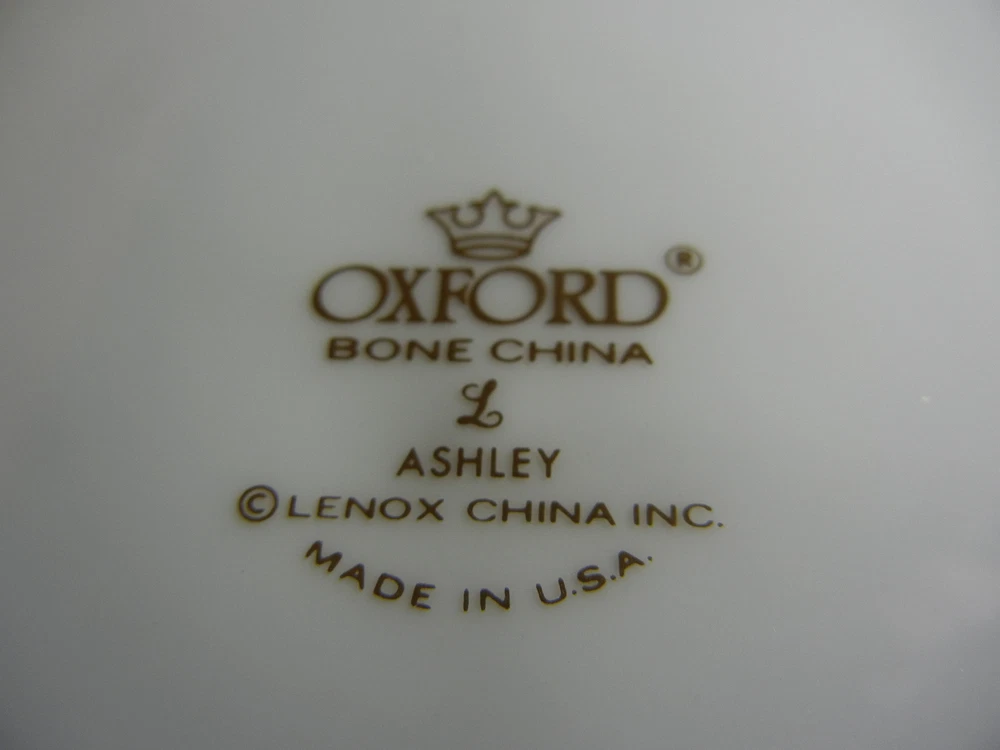 OXFORD®
BONE CHINA
L
ASHLEY
© LENOX CHINA INC.
MADE IN U.S.A.